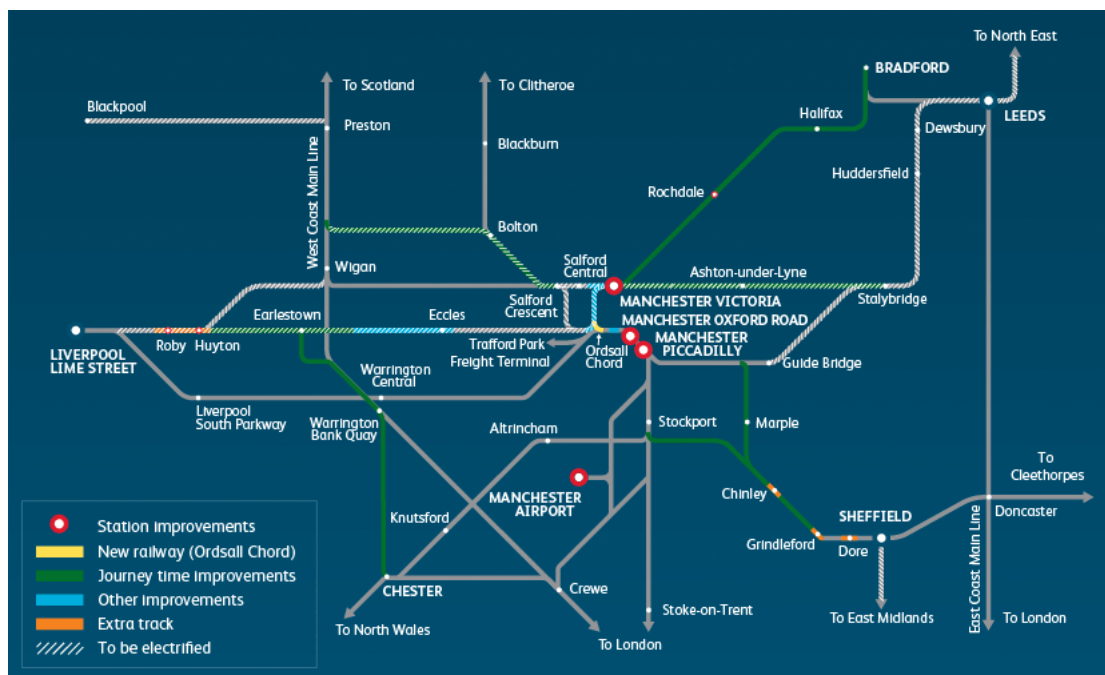 To North East
BRADFORD
To Scotland
To Clitheroe
Blackpool
Halifax
LEEDS
Preston
Dewsbury
Blackburn
Huddersfield
West Coast Main Line
Rochdale
Bolton
Wigan
Salford
Central
Ashton-under-Lyne
Salford
Crescent
MANCHESTER VICTORIA
Stalybridge
Earlestown
Eccles
MANCHESTER OXFORD ROAD
LIVERPOOL
LIME STREET
Roby
Huyton
Trafford Park
Freight Terminal
Ordsall
Chord
MANCHESTER
PICCADILLY
Guide Bridge
Warrington
Central
Liverpool
South Parkway
Warrington
Bank Quay
Altrincham
Stockport
Marple
To
Cleethorpes
MANCHESTER
AIRPORT
Chinley
Knutsford
SHEFFIELD
Doncaster
Grindleford
Dore
East Coast Main Line
CHESTER
Crewe
Stoke-on-Trent
To North Wales
To London
To East Midlands
To London
Station improvements
New railway (Ordsall Chord)
Journey time improvements
Other improvements
Extra track
To be electrified